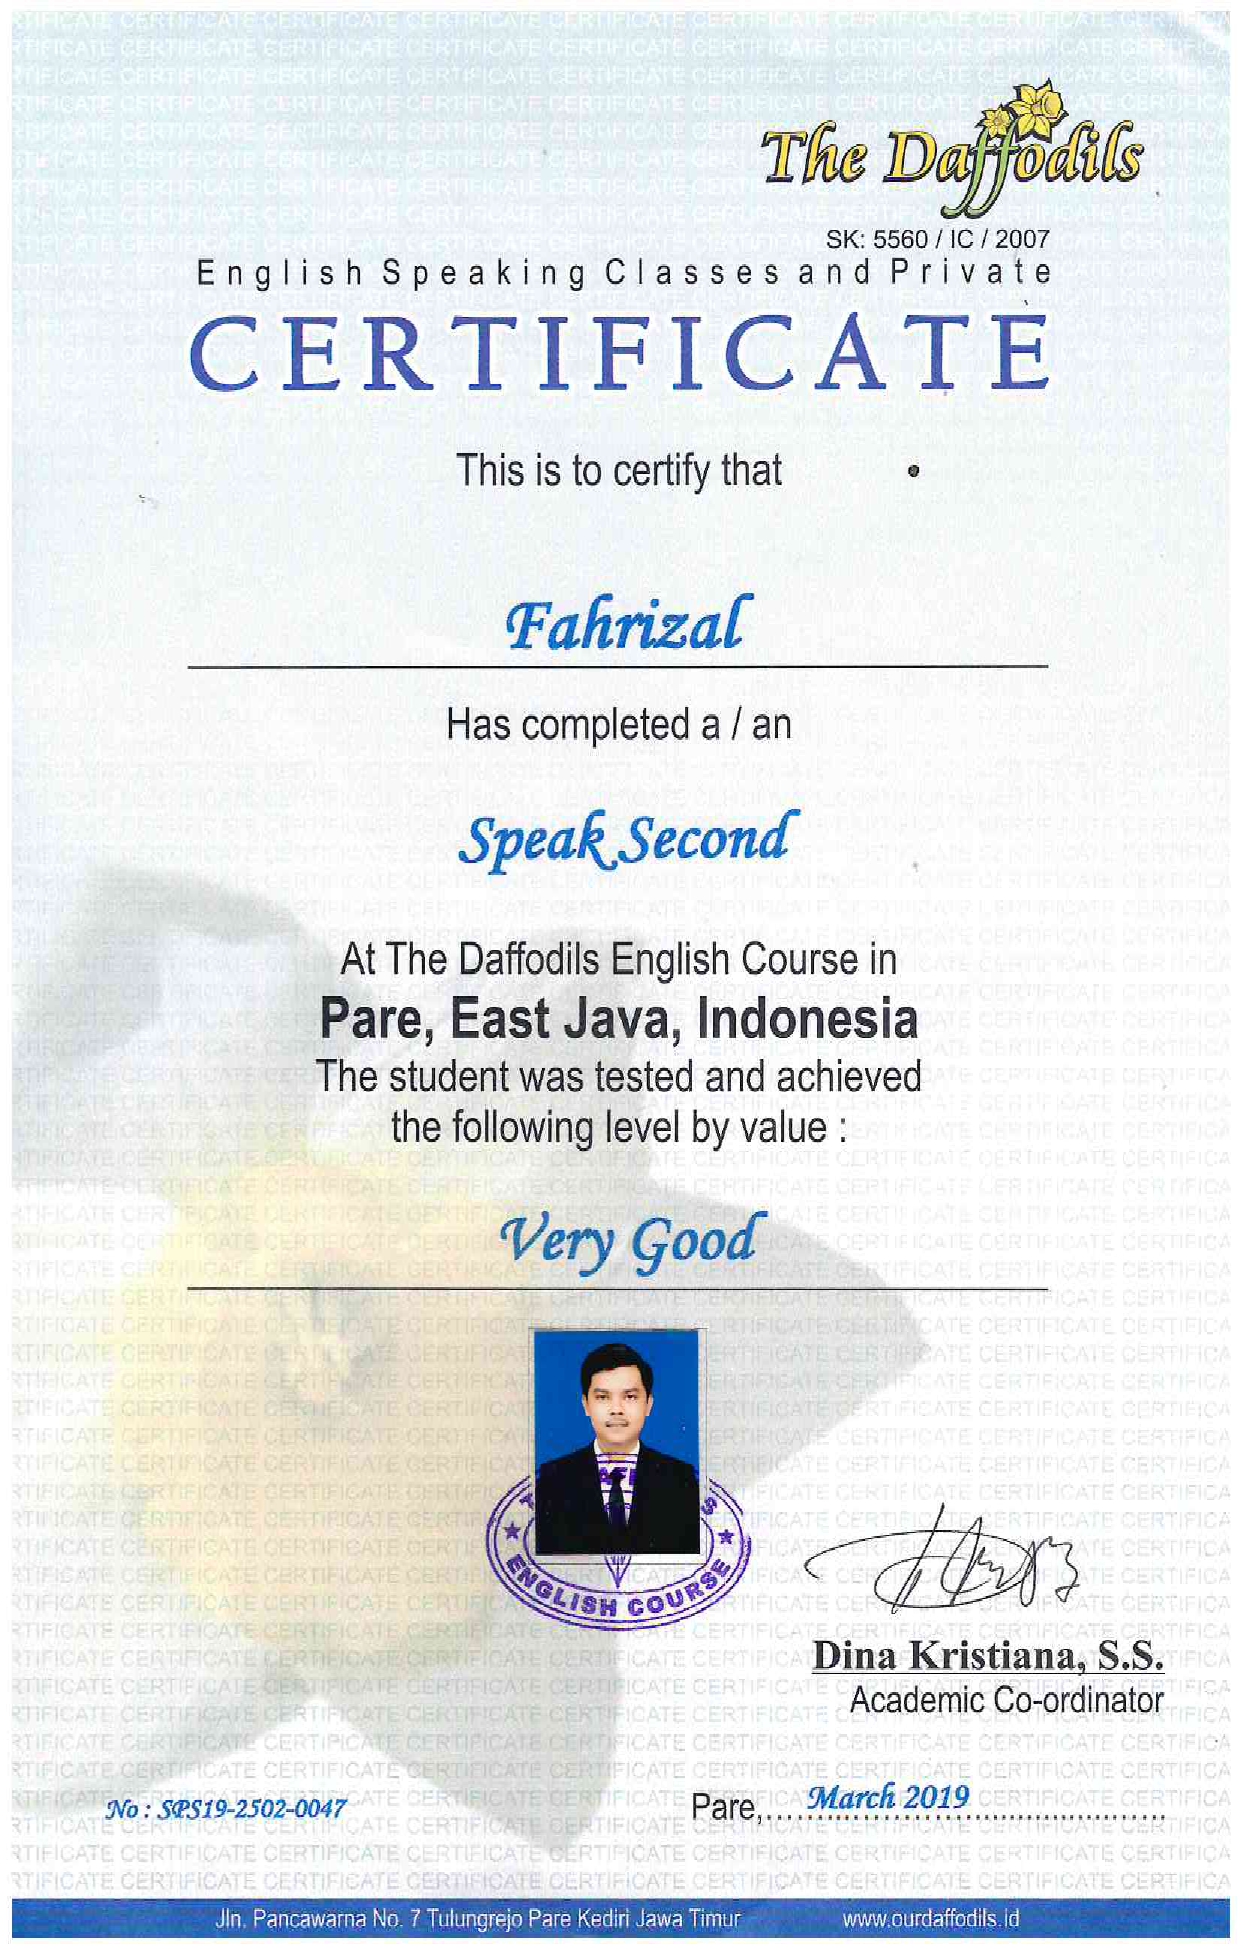 The Daffodils
SK: 5560 / IC / 2007
English Speaking Classes and Private
CERTIFICATE
This is to certify that
Fahrizal
Has completed a / an
Speak Second
At The Daffodils English Course in
Pare, East Java, Indonesia
The student was tested and achieved
the following level by value :
Very Good
ENGLISH COURSE
Dina Kristiana, S.S.
Academic Co-ordinator
No : SPS19-2502-0047
Pare,.... March 2019
Jln. Pancawarna No. 7 Tulungrejo Pare Kediri Jawa Timur
www.ourdaffodils.id